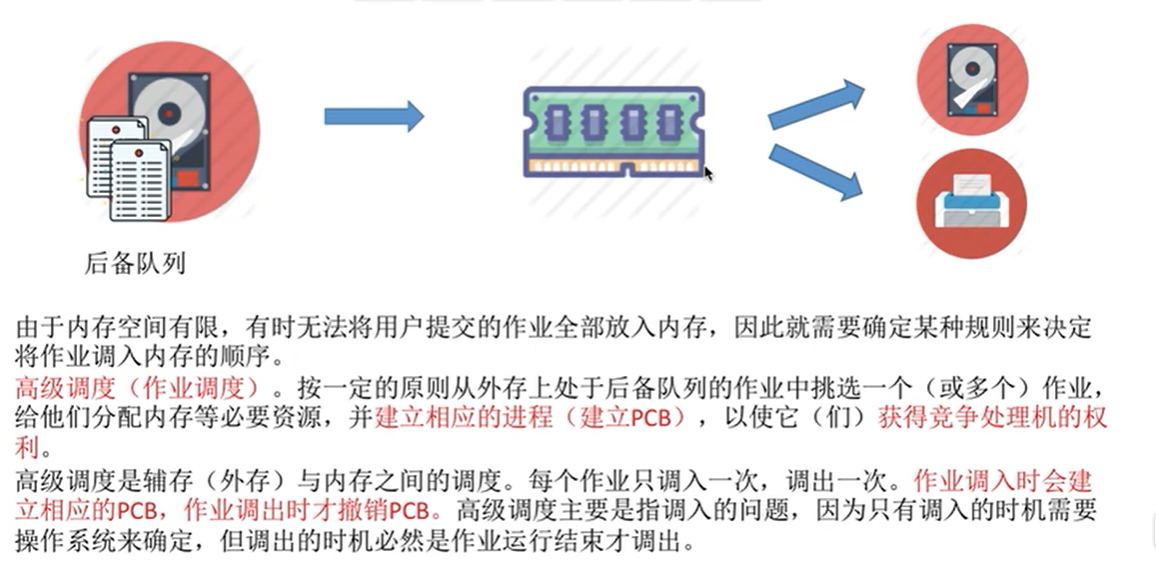 后备队列
由于内存空间有限，有时无法将用户提交的作业全部放入内存，因此就需要确定某种规则来决定
将作业调入内存的顺序。
高级调度（作业调度）。按一定的原则从外存上处于后备队列的作业中挑选一个（或多个）作业，
给他们分配内存等必要资源，并建立相应的进程（建立PCB），以使它（们）获得竞争处理机的权
利。
高级调度是辅存（外存）与内存之间的调度。每个作业只调入一次，调出一次。作业调入时会建
立相应的PCB，作业调出时才撤销PCB。高级调度主要是指调入的问题，因为只有调入的时机需要
操作系统来确定，但调出的时机必然是作业运行结束才调出。